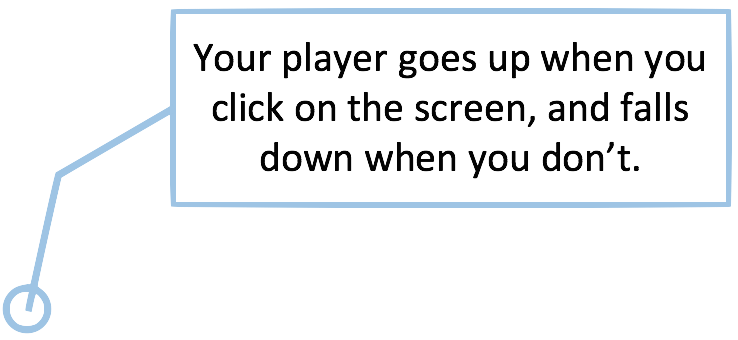 Your player goes up when you
click on the screen, and falls
down when you don’t.